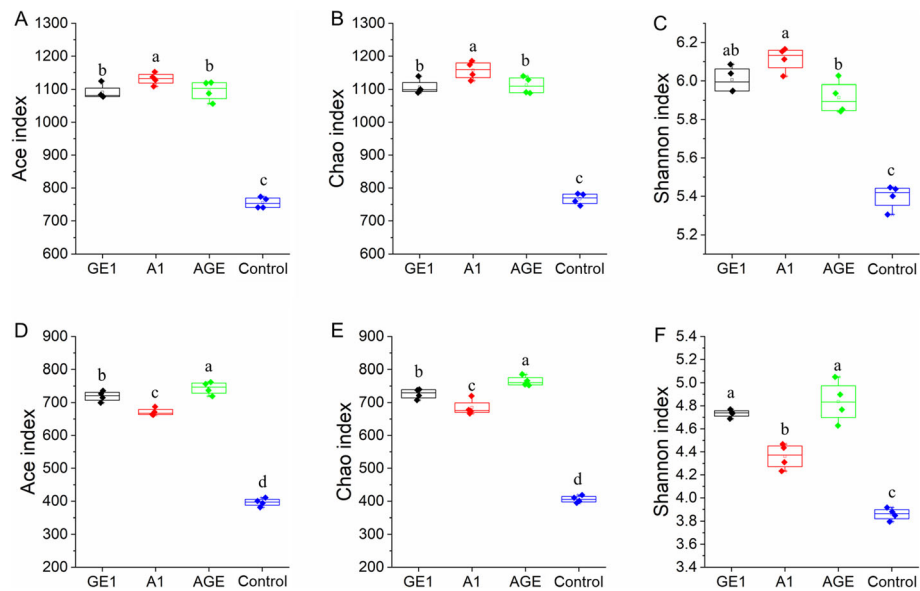 A
1300
1200
1100
1000
900
800
700
600
Ace index
b
a
b
c
GE1 A1 AGE Control
B
1300
1200
1100
1000
900
800
700
600
Chao index
b
a
b
c
GE1 A1 AGE Control
C
6.2
6.0
5.8
5.6
5.4
5.2
Shannon index
ab
a
b
c
GE1 A1 AGE Control
D
900
800
700
600
500
400
300
200
Ace index
b
c
a
d
GE1 A1 AGE Control
E
900
800
700
600
500
400
300
200
Chao index
b
c
a
d
GE1 A1 AGE Control
F
5.4
5.2
5.0
4.8
4.6
4.4
4.2
4.0
3.8
3.6
3.4
Shannon index
a
b
a
c
GE1 A1 AGE Control